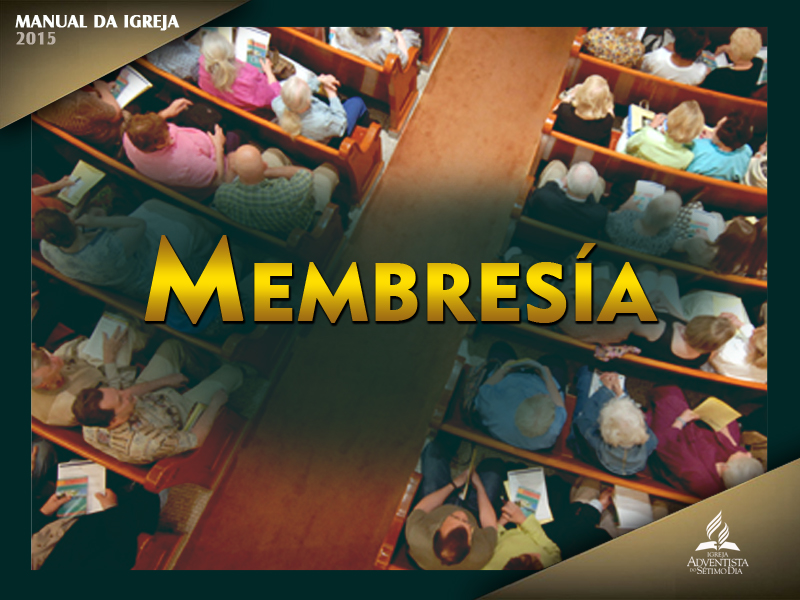 MANUAL DA IGREJA
2015
MEMBRESÍA
IGREJA
ADVENTISTA
DO SÉTIMO DIA